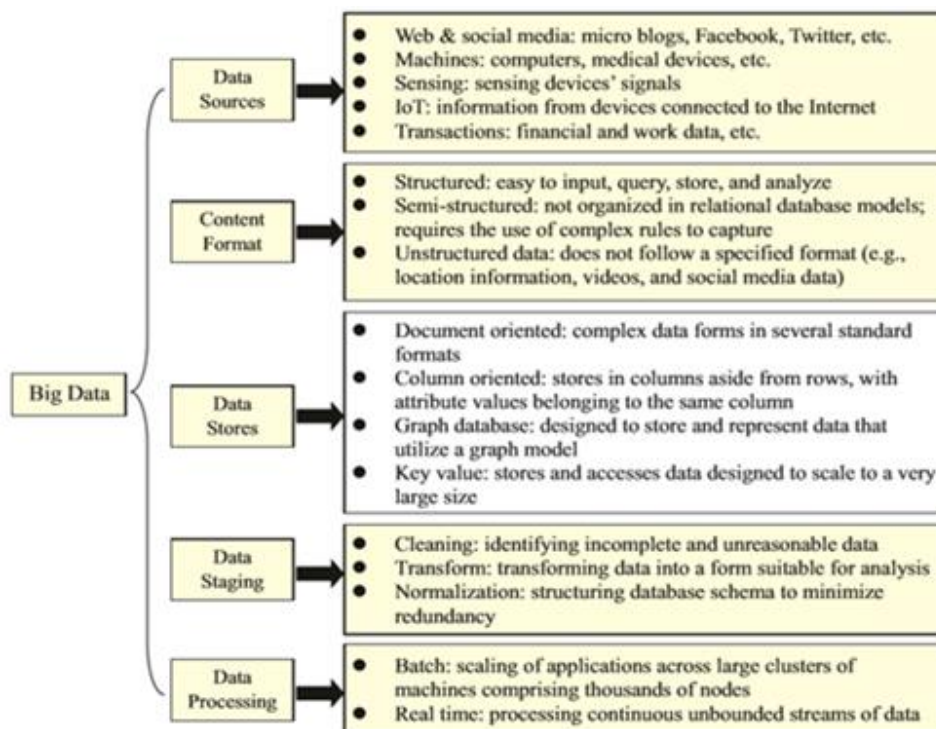 Big Data
Data
Sources
● Web & social media: micro blogs, Facebook, Twitter, etc.
● Machines: computers, medical devices, etc.
● Sensing: sensing devices' signals
● IoT: information from devices connected to the Internet
● Transactions: financial and work data, etc.
Content
Format
● Structured: easy to input, query, store, and analyze
● Semi-structured: not organized in relational database models;
requires the use of complex rules to capture
● Unstructured data: does not follow a specified format (e.g.,
location information, videos, and social media data)
Data
Stores
● Document oriented: complex data forms in several standard
formats
● Column oriented: stores in columns aside from rows, with
attribute values belonging to the same column
● Graph database: designed to store and represent data that
utilize a graph model
● Key value: stores and accesses data designed to scale to a very
large size
Data
Staging
● Cleaning: identifying incomplete and unreasonable data
● Transform: transforming data into a form suitable for analysis
● Normalization: structuring database schema to minimize
redundancy
Data
Processing
● Batch: scaling of applications across large clusters of
machines comprising thousands of nodes
● Real time: processing continuous unbounded streams of data